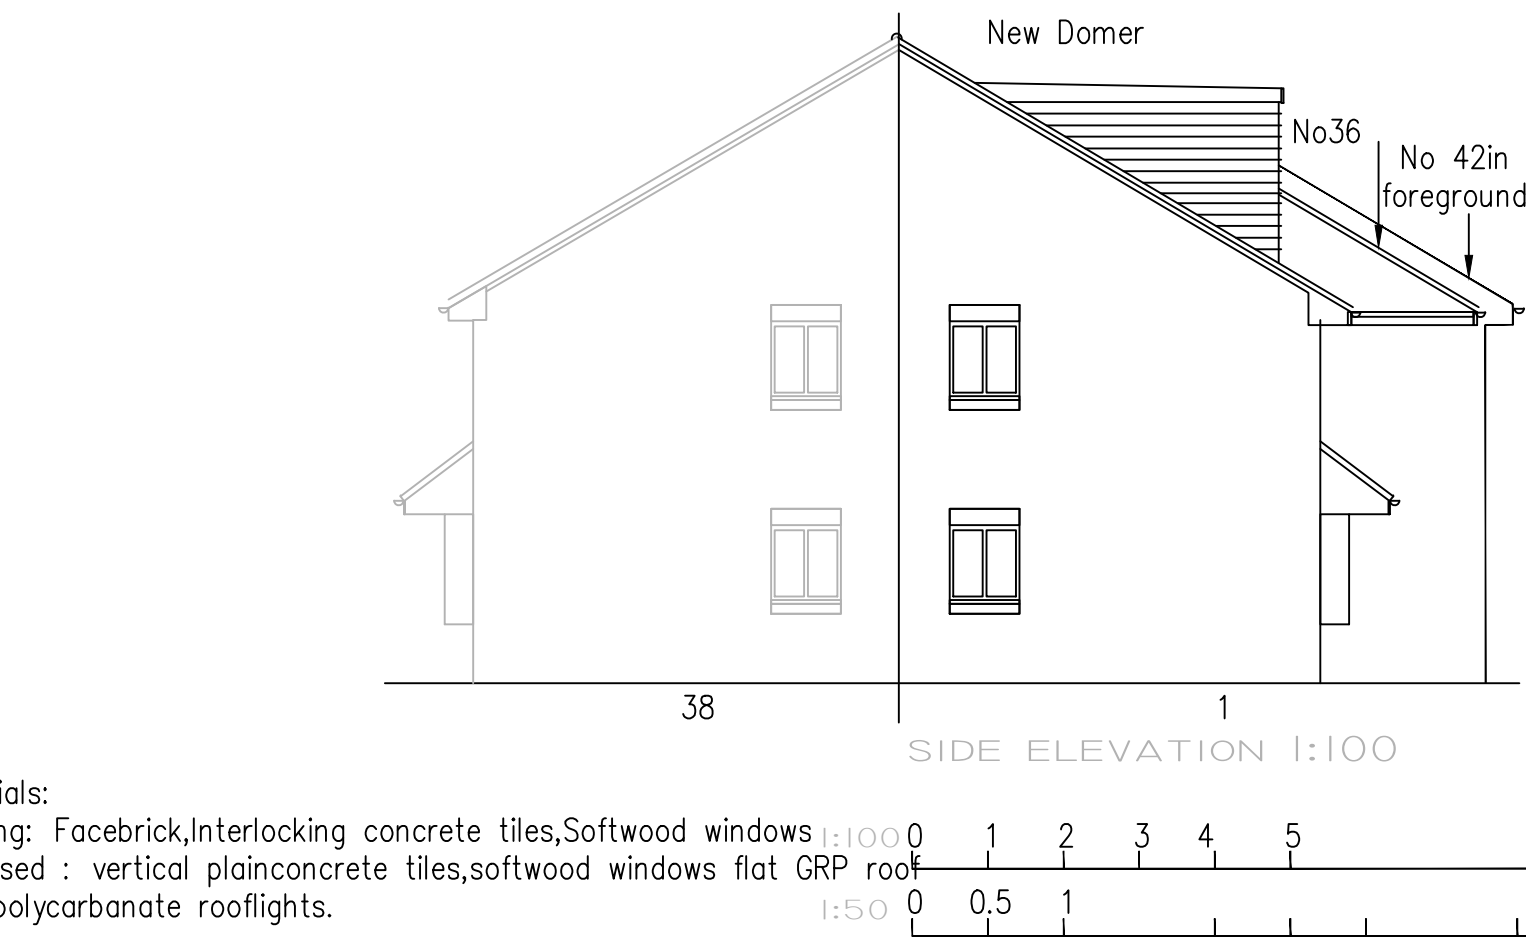 New Domer
No36
No 42in
foreground
38
1
SIDE ELEVATION 1:100
ials:
ng: Facebrick,Interlocking concrete tiles,Softwood windows
sed : vertical plainconcrete tiles,softwood windows flat GRP roof
polycarbanate rooflights.
1:100 0 1 2 3 4 5
1:50 0 0.5 1